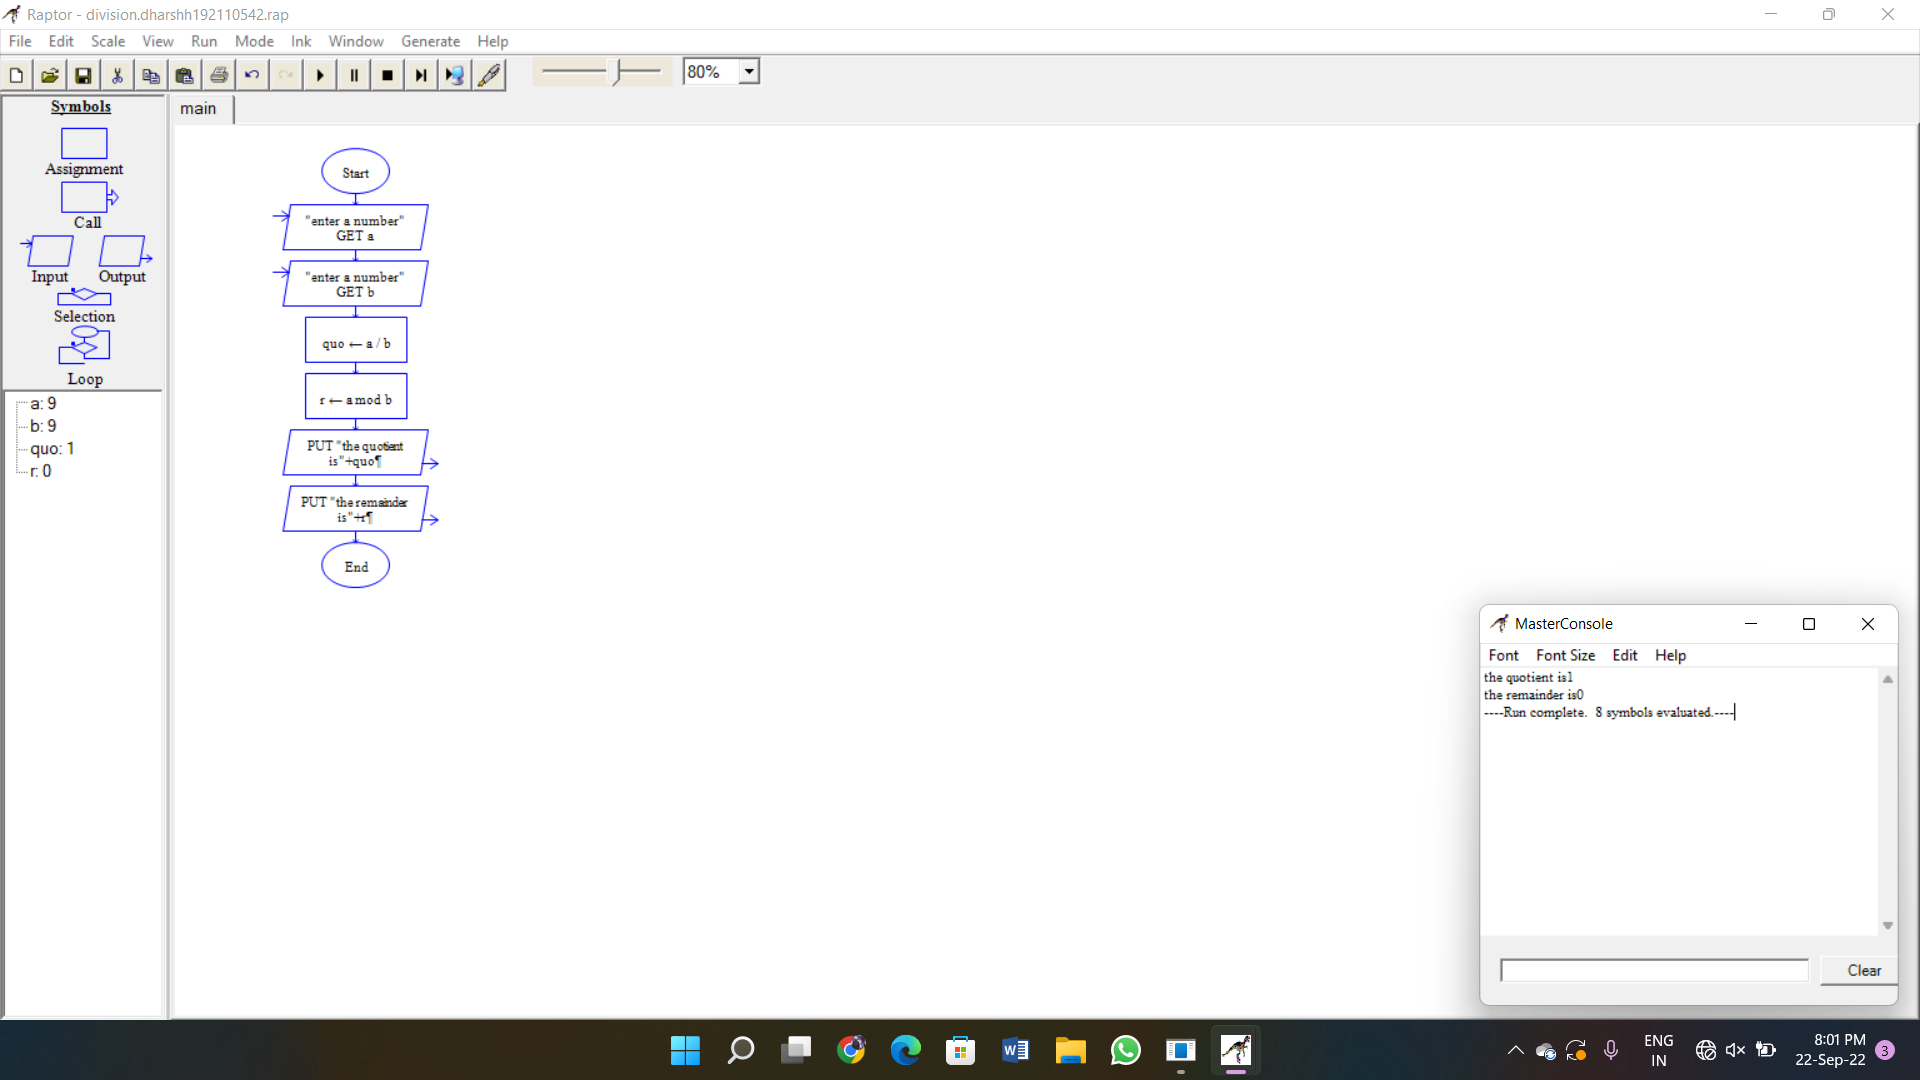 Raptor - division.dharshh192110542.rap
File Edit Scale View Run Mode Ink Window Generate Help
80%
Symbols
main
Assignment
Call
Input Output
Selection
Loop
a: 9
b: 9
quo: 1
r: 0
Start
"enter a number"
GET a
"enter a number"
GET b
quo ← a / b
r ← a mod b
PUT "the quotient
is"+quo¶
PUT "the remainder
is"+r¶
End
MasterConsole
Font Font Size Edit Help
the quotient is1
the remainder is0
----Run complete. 8 symbols evaluated.----
Clear
ENG
IN
8:01 PM
22-Sep-22
3